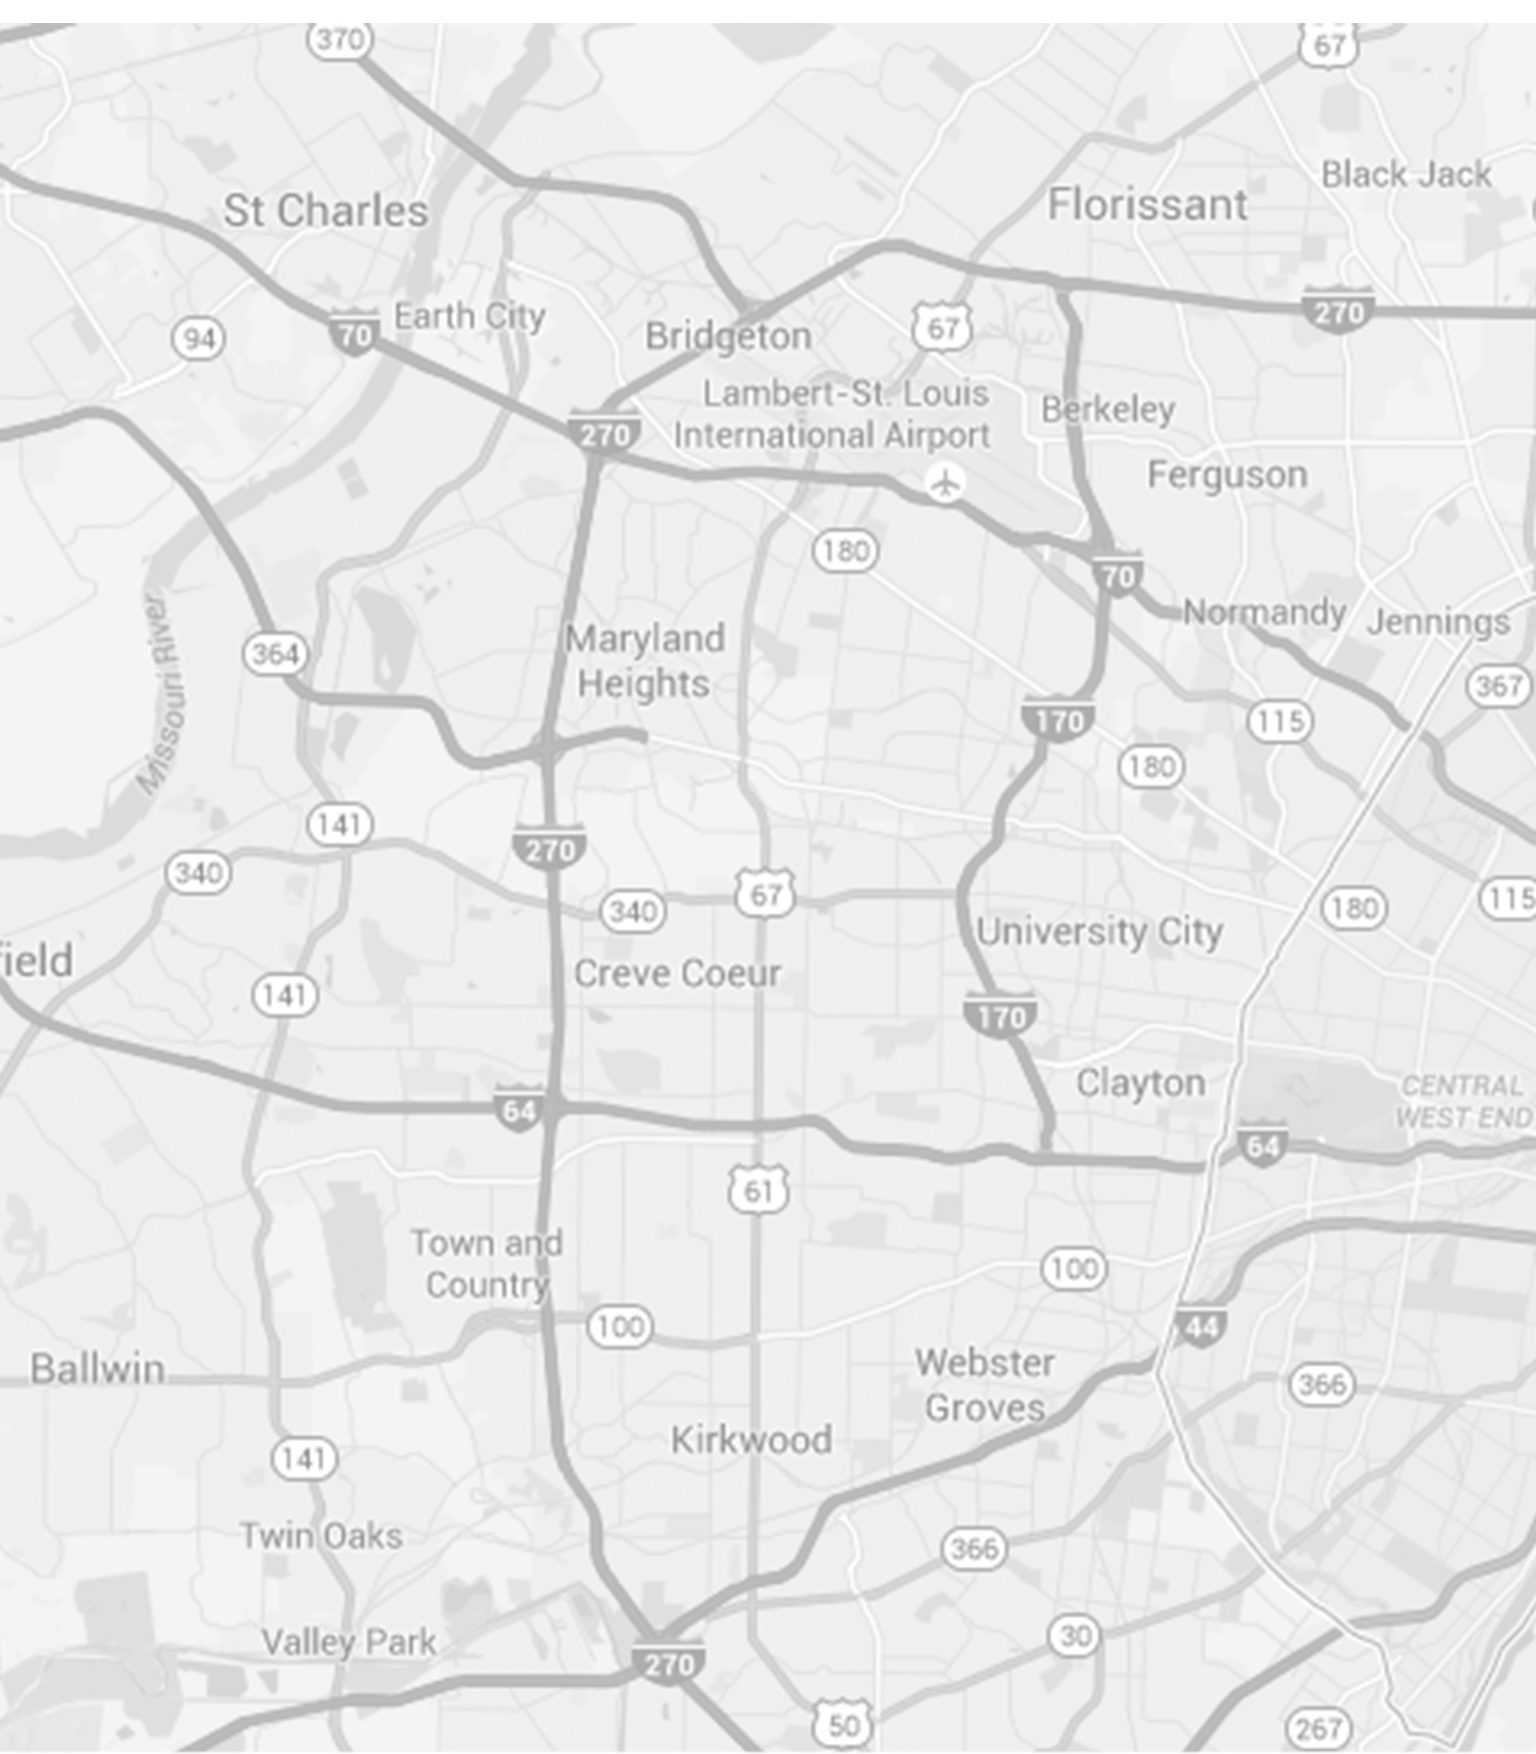 370
67
Black Jack
St Charles
Florissant
Earth City
70
94
Bridgeton
67
270
Lambert-St. Louis
International Airport
Berkeley
270
Ferguson
180
70
Normandy
Jennings
Missouri River
364
Maryland
Heights
367
170
115
180
141
270
340
340
67
180
115
University City
ield
Creve Coeur
141
170
Clayton
CENTRAL
WEST END
64
64
61
Town and
Country
100
100
44
Ballwin
Webster
Groves
366
Kirkwood
141
Twin Oaks
366
Valley Park
30
270
50
267